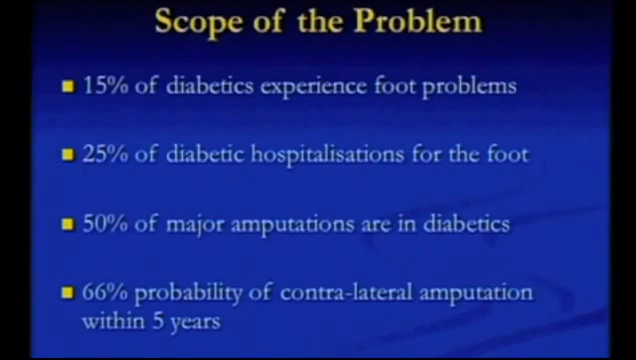 Scope of the Problem
15% of diabetics experience foot problems
25% of diabetic hospitalisations for the foot
50% of major amputations are in diabetics
66% probability of contra-lateral amputation
within 5 years